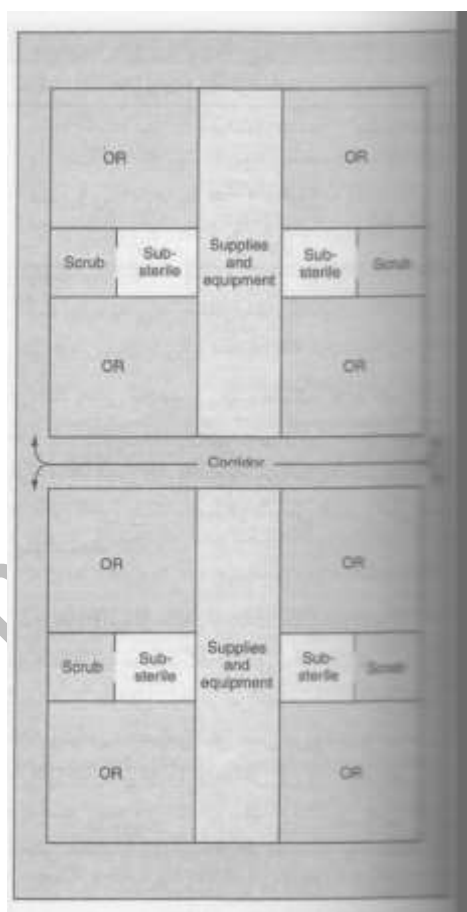 OR OR
Scrub Sub-
sterile Supplies
and
equipment Sub-
sterile Scrub
OR OR
Corridor
OR OR
Scrub Sub-
sterile Supplies
and
equipment Sub-
sterile Scrub
OR OR